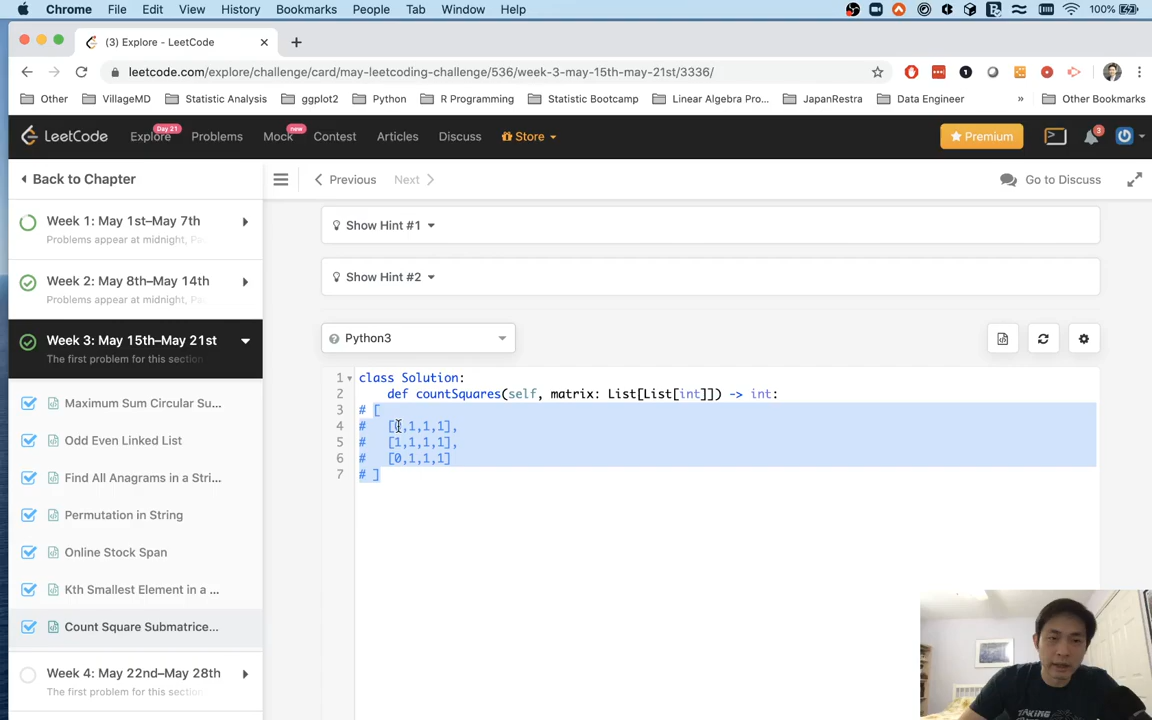 Chrome File Edit View History Bookmarks People Tab Window Help 100%
(3) Explore - LeetCode
leetcode.com/explore/challenge/card/may-leetcoding-challenge/536/week-3-may-15th-may-21st/3336/
Other VillageMD Statistic Analysis ggplot2 Python R Programming Statistic Bootcamp Linear Algebra Pro... JapanRestra Data Engineer » Other Bookmarks
LeetCode Explore Day 21 Problems Mock new Contest Articles Discuss Store Premium 3
Back to Chapter
Previous Next Go to Discuss
Week 1: May 1st–May 7th
Problems appear at midnight, Pa
Week 2: May 8th–May 14th
Problems appear at midnight, Pa
Week 3: May 15th–May 21st
The first problem for this section
Maximum Sum Circular Su...
Odd Even Linked List
Find All Anagrams in a Stri...
Permutation in String
Online Stock Span
Kth Smallest Element in a ...
Count Square Submatrice...
Week 4: May 22nd–May 28th
The first problem for this section
Show Hint #1
Show Hint #2
Python3
1 class Solution:
2 def countSquares(self, matrix: List[List[int]]) -> int:
3 # [
4 # [0,1,1,1],
5 # [1,1,1,1],
6 # [0,1,1,1]
7 # ]
TAKING